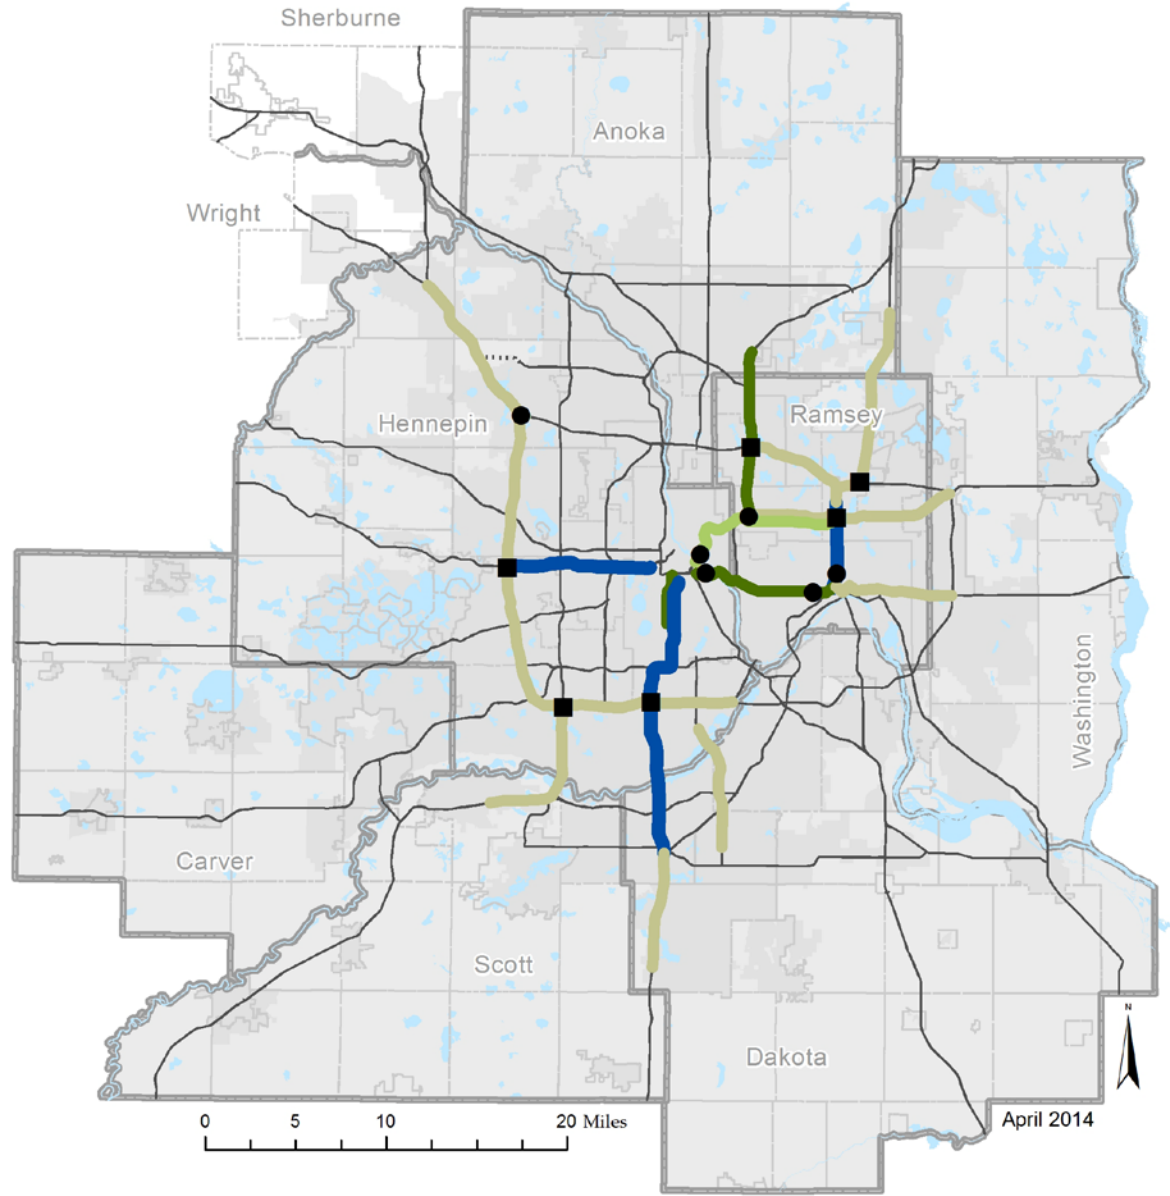 Sherburne
Anoka
Wright
Ramsey
Hennepin
Washington
Carver
Scott
N
Dakota
April 2014
0 5 10 20 Miles